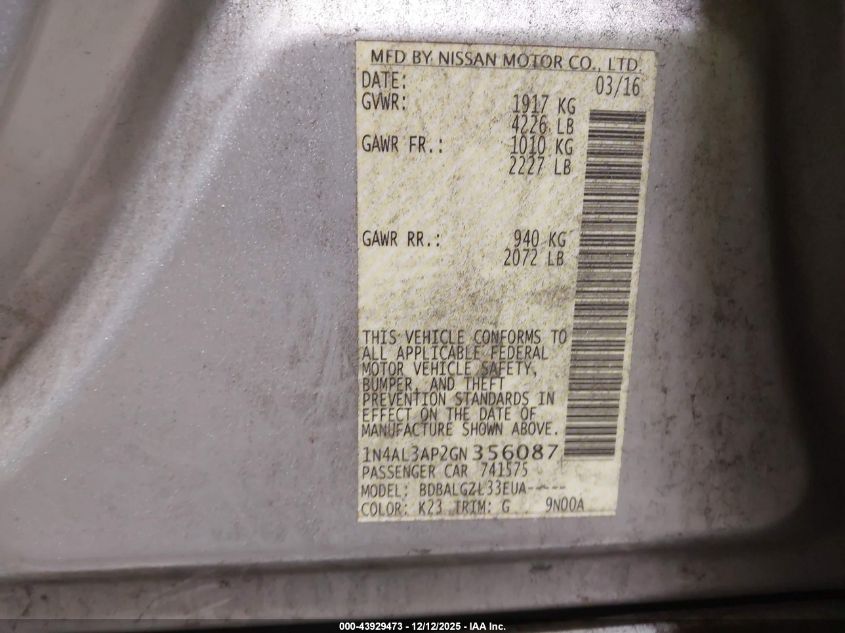 MFD BY NISSAN MOTOR CO., LTD.
DATE: 03/16
GVWR: 1917 KG
4226 LB
GAWR FR.: 1010 KG
2227 LB
GAWR RR.: 940 KG
2072 LB
THIS VEHICLE CONFORMS TO
ALL APPLICABLE FEDERAL
MOTOR VEHICLE SAFETY,
BUMPER, AND THEFT
PREVENTION STANDARDS IN
EFFECT ON THE DATE OF
MANUFACTURE SHOWN ABOVE.
1N4AL3AP2GN356087
PASSENGER CAR 741575
MODEL: BDBALGZL33EUA-----
COLOR: K23 TRIM: G 9N00A
000-43929473 - 12/12/2025 - IAA Inc.